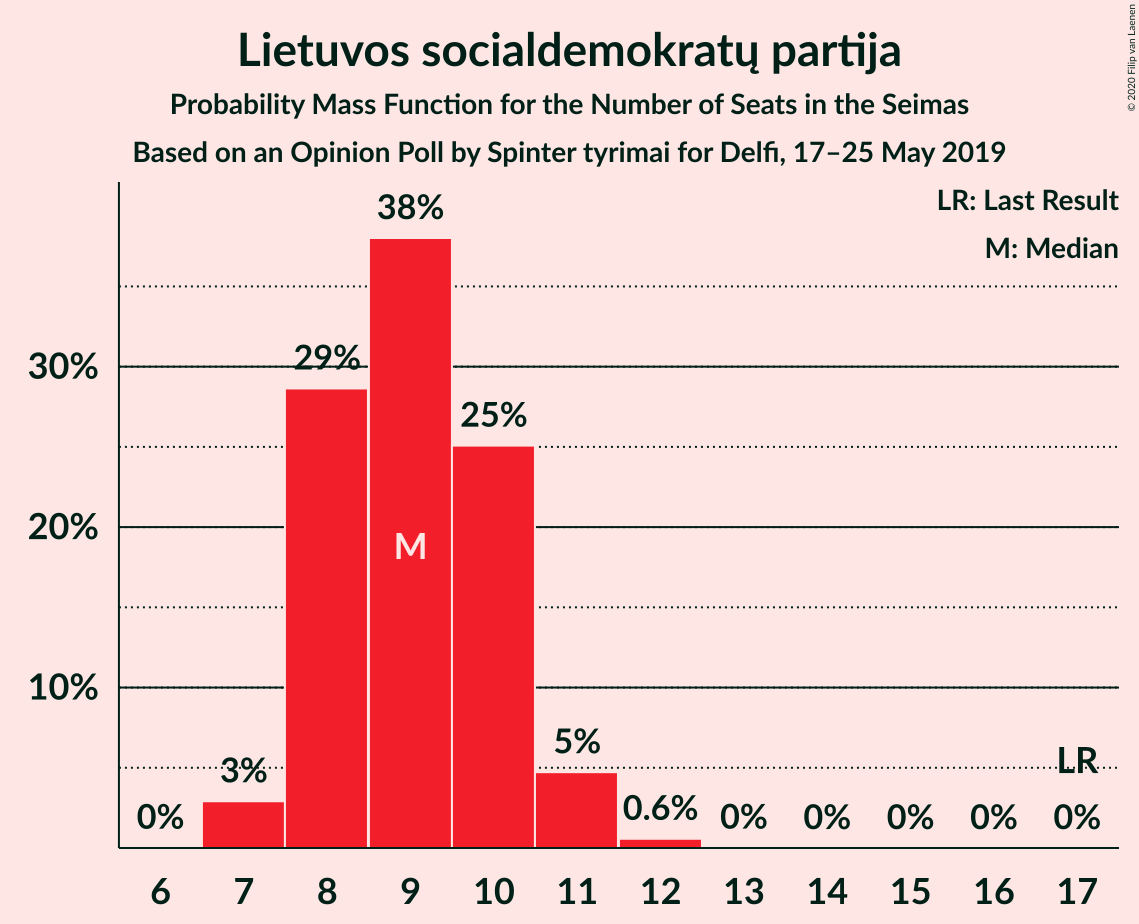 Lietuvos socialdemokratų partija
Probability Mass Function for the Number of Seats in the Seimas
Based on an Opinion Poll by Spinter tyrimai for Delfi, 17–25 May 2019
© 2020 Filip van Laenen
LR: Last Result
M: Median
38%
29%
30%
25%
20%
M
10%
5%
3%
LR
0%
0.6%
0%
0%
0%
0%
0%
6 7 8 9 10 11 12 13 14 15 16 17